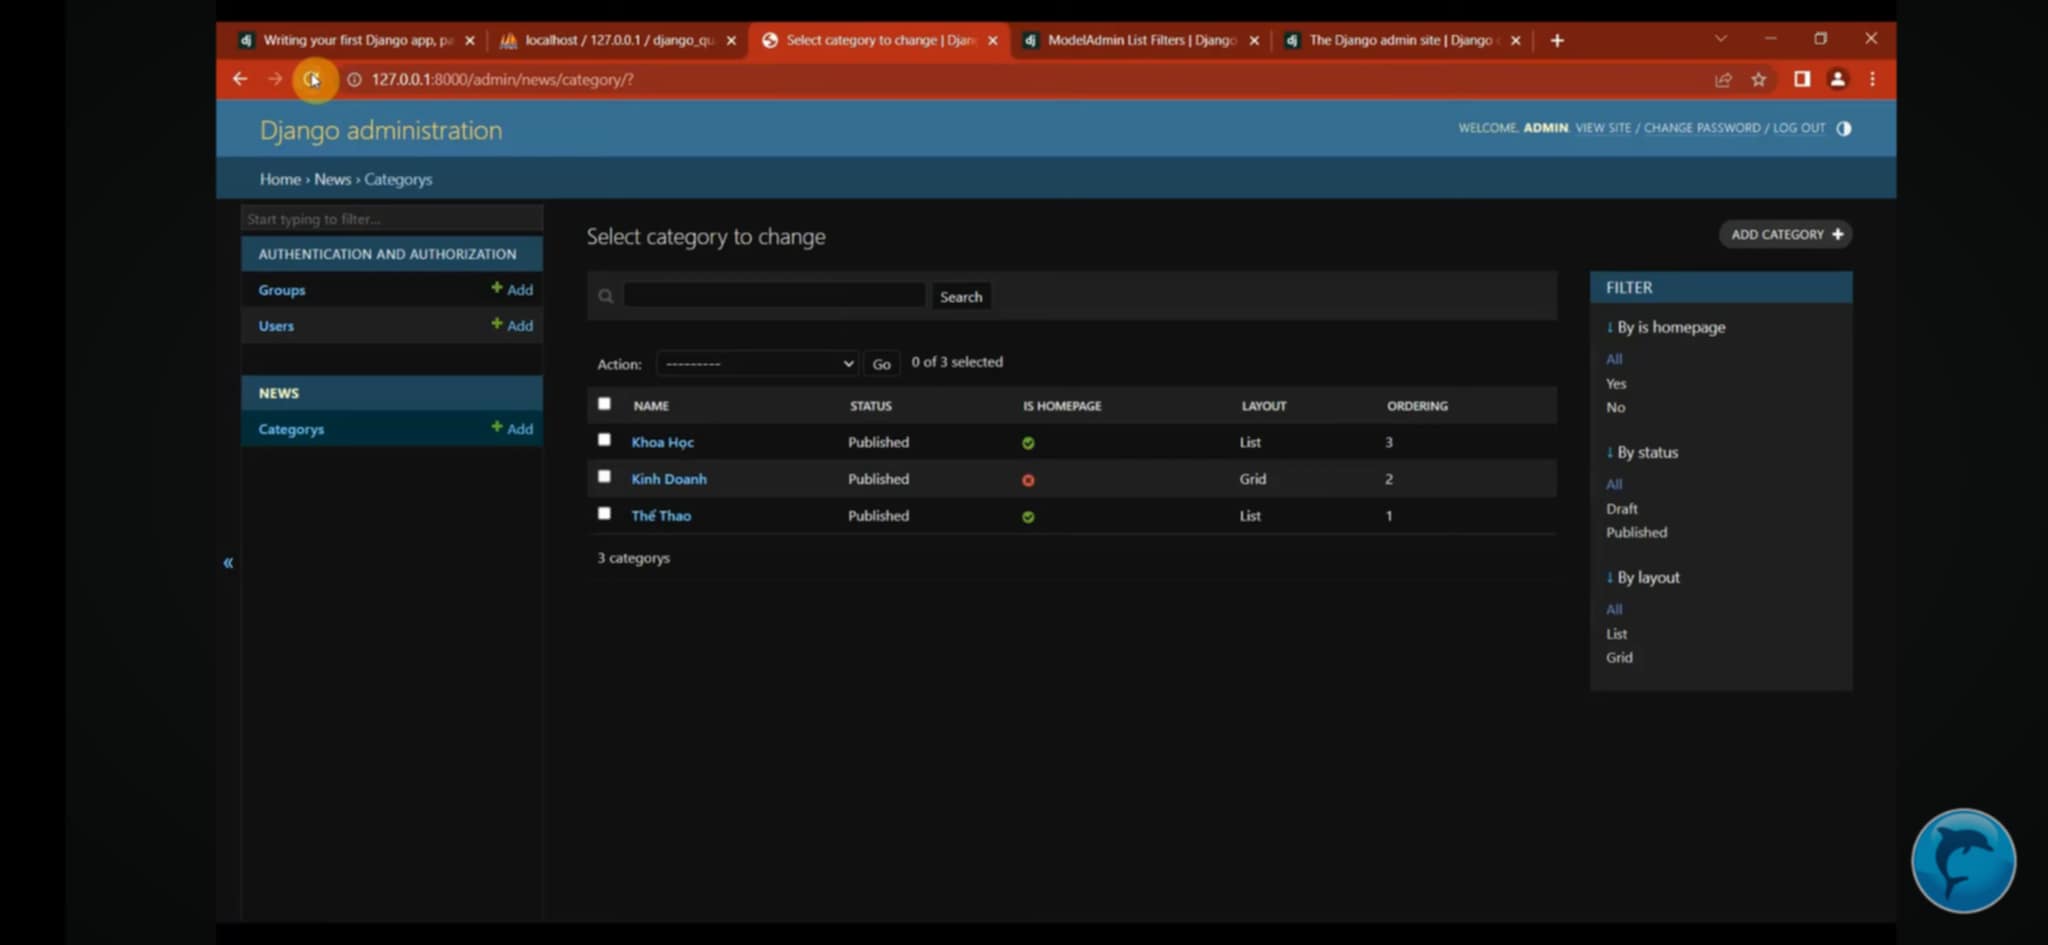 Writing your first Django app, pa
localhost / 127.0.0.1 / django_qu
Select category to change | Djan
ModelAdmin List Filters | Django
The Django admin site | Django
127.0.0.1:8000/admin/news/category/?
Django administration
WELCOME, ADMIN. VIEW SITE / CHANGE PASSWORD / LOG OUT
Home › News › Categorys
Start typing to filter...
AUTHENTICATION AND AUTHORIZATION
Groups + Add
Users + Add
NEWS
Categorys + Add
«
Select category to change
ADD CATEGORY +
Search
Action: --------- Go 0 of 3 selected
NAME STATUS IS HOMEPAGE LAYOUT ORDERING
Khoa Học Published List 3
Kinh Doanh Published Grid 2
Thể Thao Published List 1
3 categorys
FILTER
↓ By is homepage
All
Yes
No
↓ By status
All
Draft
Published
↓ By layout
All
List
Grid